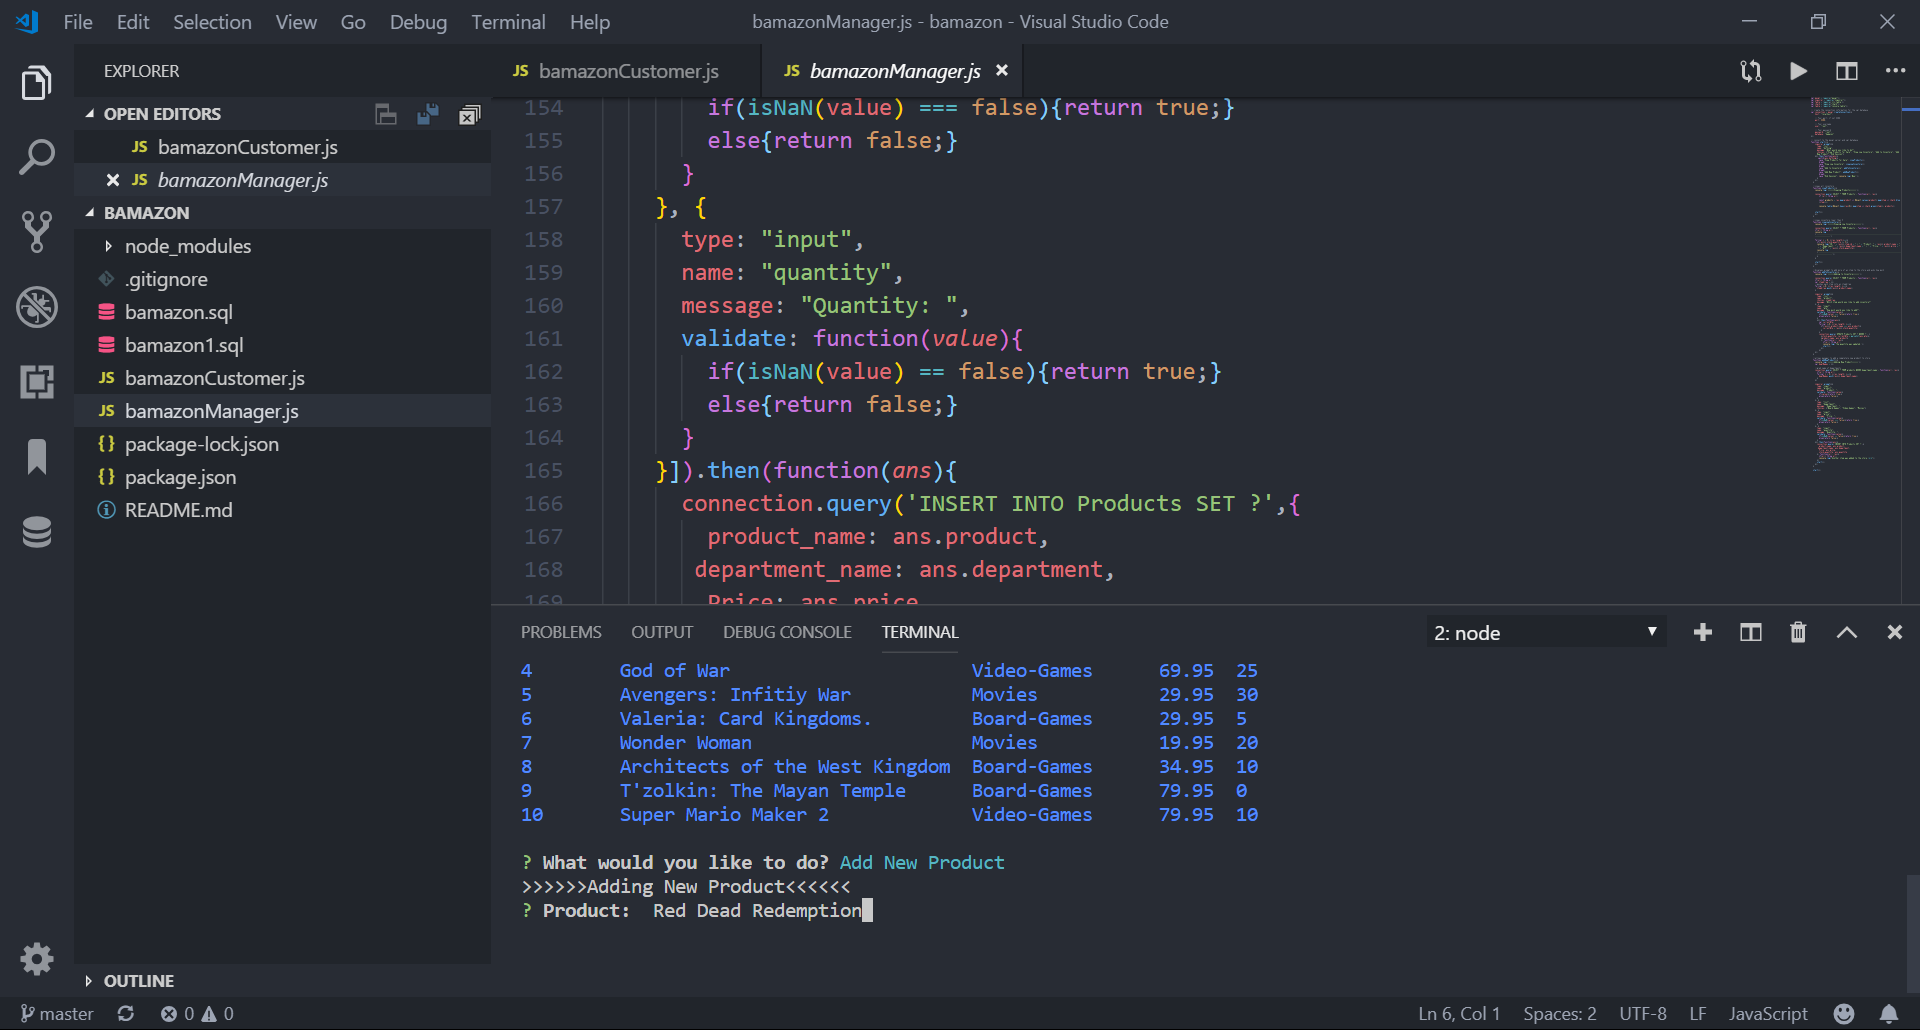 File Edit Selection View Go Debug Terminal Help bamazonManager.js - bamazon - Visual Studio Code
EXPLORER
OPEN EDITORS
JS bamazonCustomer.js
JS bamazonManager.js
BAMAZON
node_modules
.gitignore
bamazon.sql
bamazon1.sql
JS bamazonCustomer.js
JS bamazonManager.js
{} package-lock.json
{} package.json
README.md
OUTLINE
JS bamazonCustomer.js JS bamazonManager.js
154 if(isNaN(value) === false){return true;}
155 else{return false;}
156 }
157 }, {
158 type: "input",
159 name: "quantity",
160 message: "Quantity: ",
161 validate: function(value){
162 if(isNaN(value) == false){return true;}
163 else{return false;}
164 }
165 }]).then(function(ans){
166 connection.query('INSERT INTO Products SET ?',{
167 product_name: ans.product,
168 department_name: ans.department,
169 Price: ans.price
PROBLEMS OUTPUT DEBUG CONSOLE TERMINAL 2: node
4 God of War Video-Games 69.95 25
5 Avengers: Infitiy War Movies 29.95 30
6 Valeria: Card Kingdoms. Board-Games 29.95 5
7 Wonder Woman Movies 19.95 20
8 Architects of the West Kingdom Board-Games 34.95 10
9 T'zolkin: The Mayan Temple Board-Games 79.95 0
10 Super Mario Maker 2 Video-Games 79.95 10
? What would you like to do? Add New Product
>>>>>>Adding New Product<<<<<<
? Product: Red Dead Redemption
master 0 0 Ln 6, Col 1 Spaces: 2 UTF-8 LF JavaScript